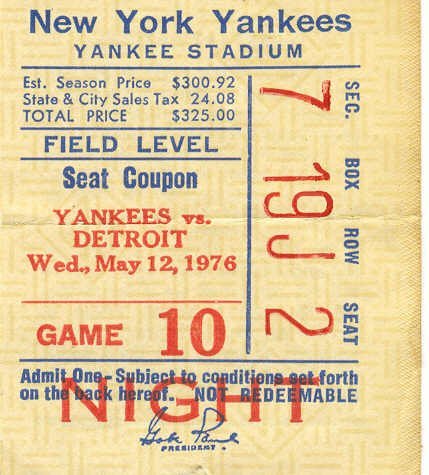 New York Yankees
YANKEE STADIUM
Est. Season Price $300.92
State & City Sales Tax 24.08
TOTAL PRICE $325.00
FIELD LEVEL
Seat Coupon
YANKEES vs.
DETROIT
Wed., May 12, 1976
GAME 10
SEC. BOX ROW SEAT
7 19J 2
Admit One-Subject to conditions set forth
on the back hereof. NOT REDEEMABLE
NIGHT
Gabe Paul
PRESIDENT